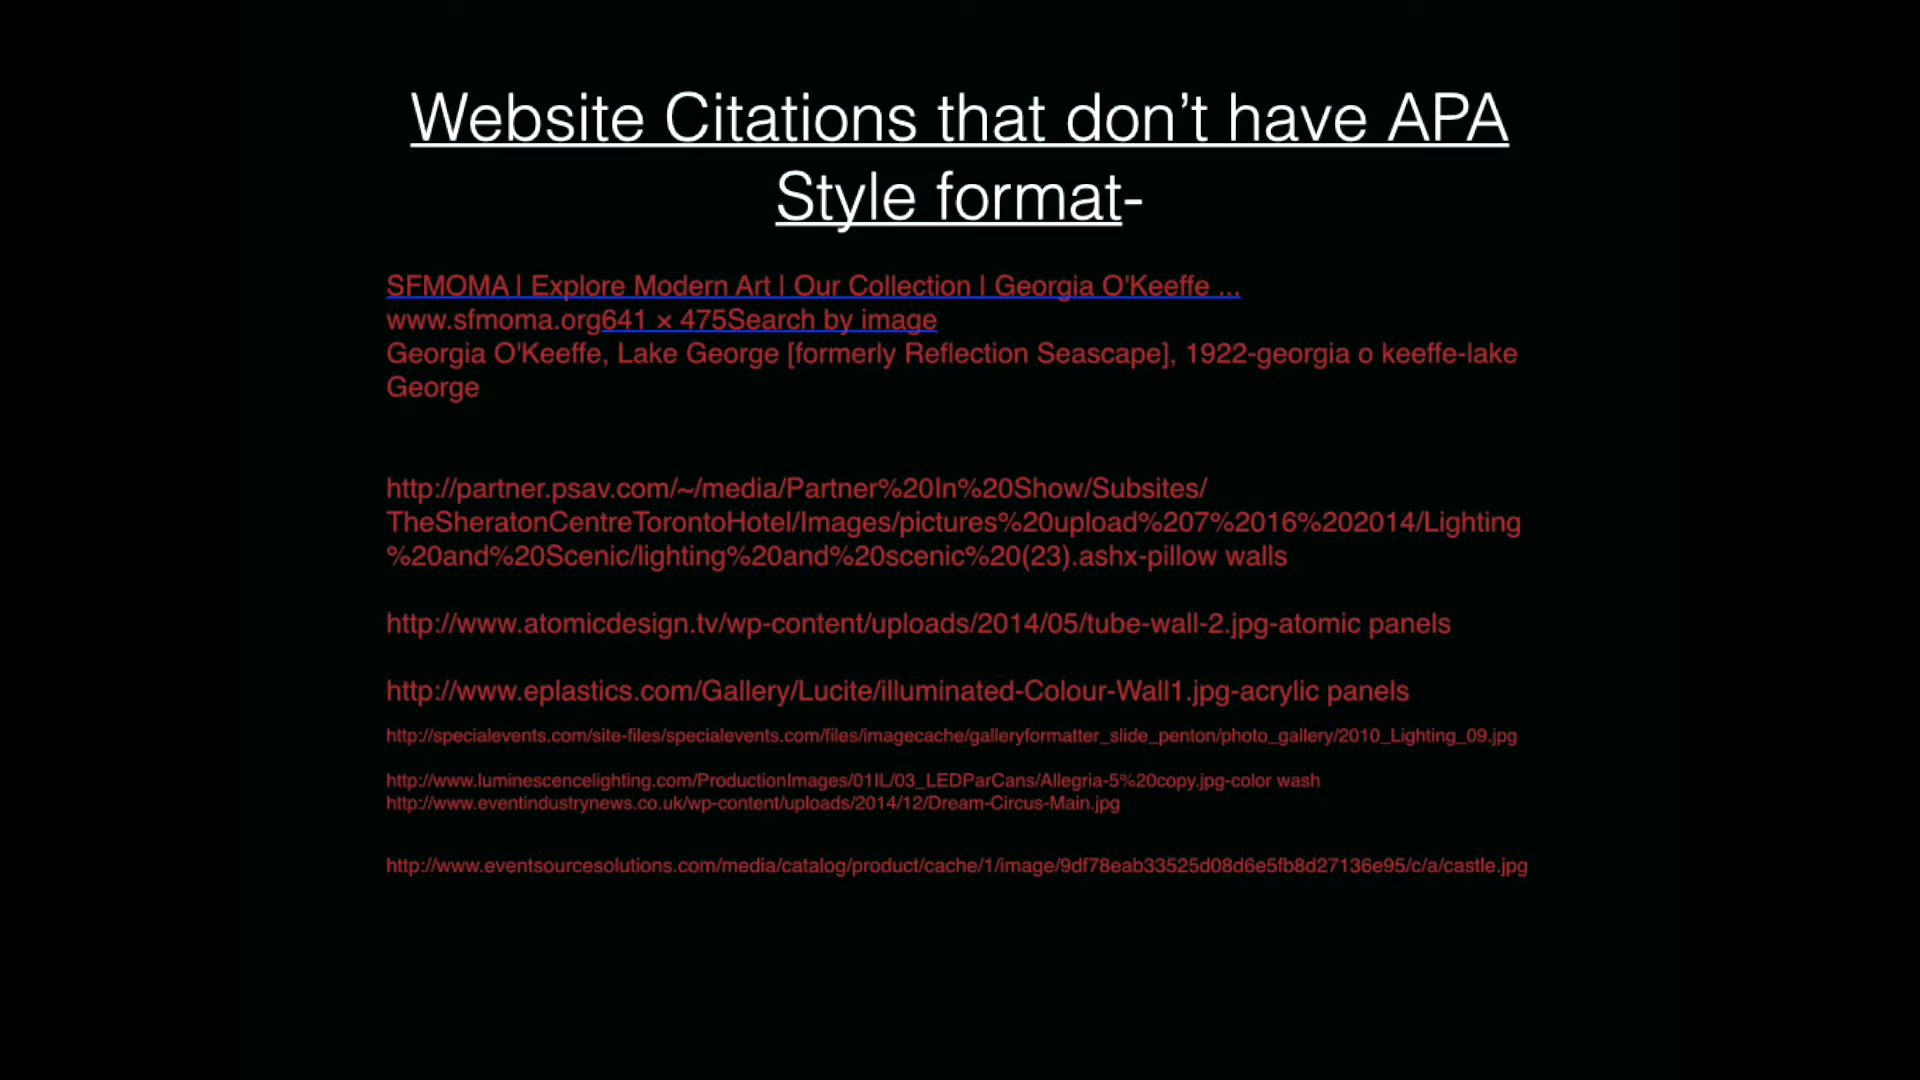 Website Citations that don’t have APA
Style format-
SFMOMA | Explore Modern Art | Our Collection | Georgia O'Keeffe ...
www.sfmoma.org641 × 475Search by image
Georgia O'Keeffe, Lake George [formerly Reflection Seascape], 1922-georgia o keeffe-lake
George
http://partner.psav.com/~/media/Partner%20In%20Show/Subsites/
TheSheratonCentreTorontoHotel/Images/pictures%20upload%207%2016%202014/Lighting
%20and%20Scenic/lighting%20and%20scenic%20(23).ashx-pillow walls
http://www.atomicdesign.tv/wp-content/uploads/2014/05/tube-wall-2.jpg-atomic panels
http://www.eplastics.com/Gallery/Lucite/illuminated-Colour-Wall1.jpg-acrylic panels
http://specialevents.com/site-files/specialevents.com/files/imagecache/galleryformatter_slide_penton/photo_gallery/2010_Lighting_09.jpg
http://www.luminescencelighting.com/ProductionImages/01IL/03_LEDParCans/Allegria-5%20copy.jpg-color wash
http://www.eventindustrynews.co.uk/wp-content/uploads/2014/12/Dream-Circus-Main.jpg
http://www.eventsourcesolutions.com/media/catalog/product/cache/1/image/9df78eab33525d08d6e5fb8d27136e95/c/a/castle.jpg